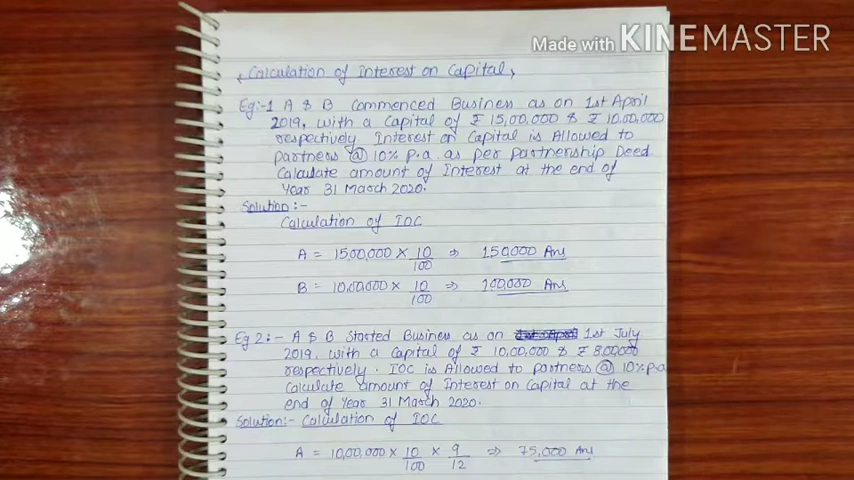 Made with KINEMASTER
Calculation of Interest on Capital
Eg:-1 A & B Commenced Business as on 1st April
2019, with a Capital of ₹ 15,00,000 & ₹ 10,00,000
respectively Interest on Capital is Allowed to
partners @ 10% p.a as per partnership Deed
Calculate amount of Interest at the end of
Year 31 March 2020.
Solution:-
Calculation of IOC
A = 1500,000 × 10/100 ⇒ 150,000 Ans
B = 10,00,000 × 10/100 ⇒ 100,000 Ans
Eg 2:- A & B Started Business as on 1st July
2019, with a Capital of ₹ 10,00,000 & ₹ 8,00,000
respectively. IOC is Allowed to partners @ 10% p.a
Calculate amount of Interest on Capital at the
end of Year 31 March 2020.
Solution:- Calculation of IOC
A = 10,00,000 × 10/100 × 9/12 ⇒ 75,000 Ans